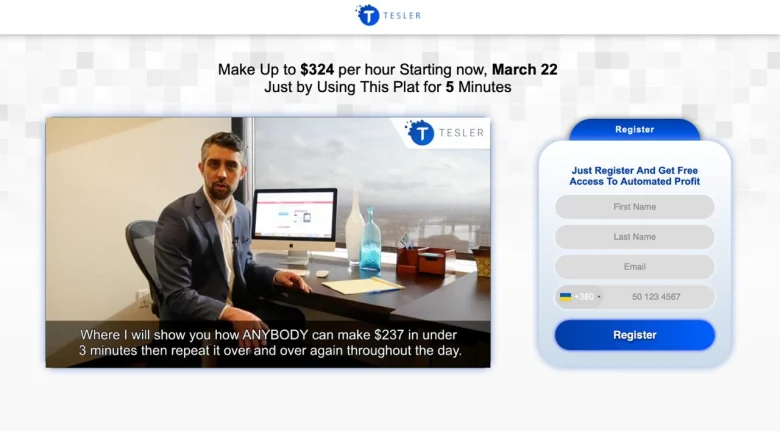 TESLER
Make Up to $324 per hour Starting now, March 22
Just by Using This Plat for 5 Minutes
TESLER
Where I will show you how ANYBODY can make $237 in under
3 minutes then repeat it over and over again throughout the day.
Register
Just Register And Get Free
Access To Automated Profit
First Name
Last Name
Email
+380 50 123 4567
Register